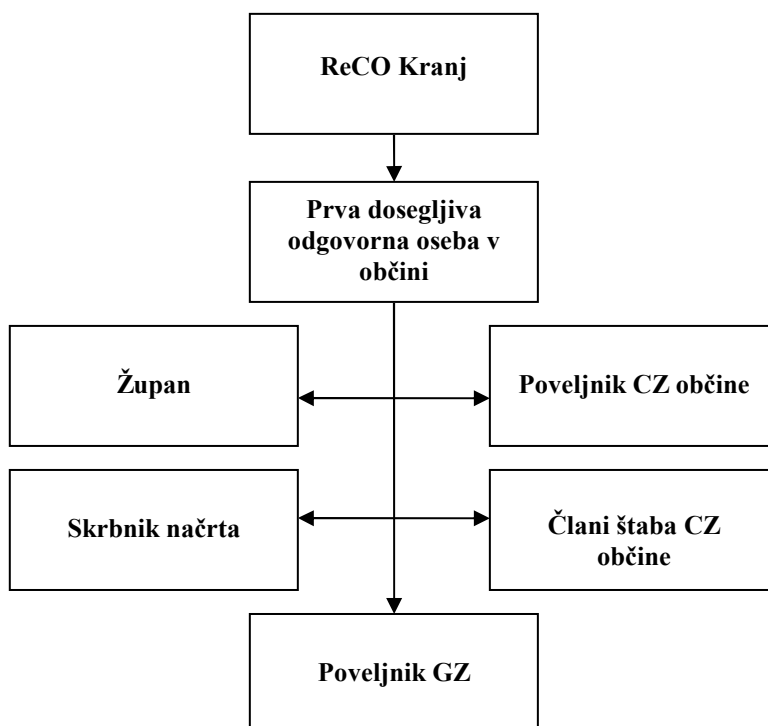 ReCO Kranj
Prva dosegljiva
odgovorna oseba v
občini
Župan
Poveljnik CZ občine
Skrbnik načrta
Člani štaba CZ
občine
Poveljnik GZ